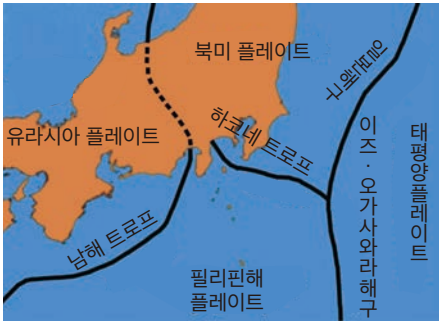 북미 플레이트
일본해구
하코네 트로프
유라시아 플레이트
이즈 · 오가사와라해구
태평양플레이트
남해 트로프
필리핀해
플레이트